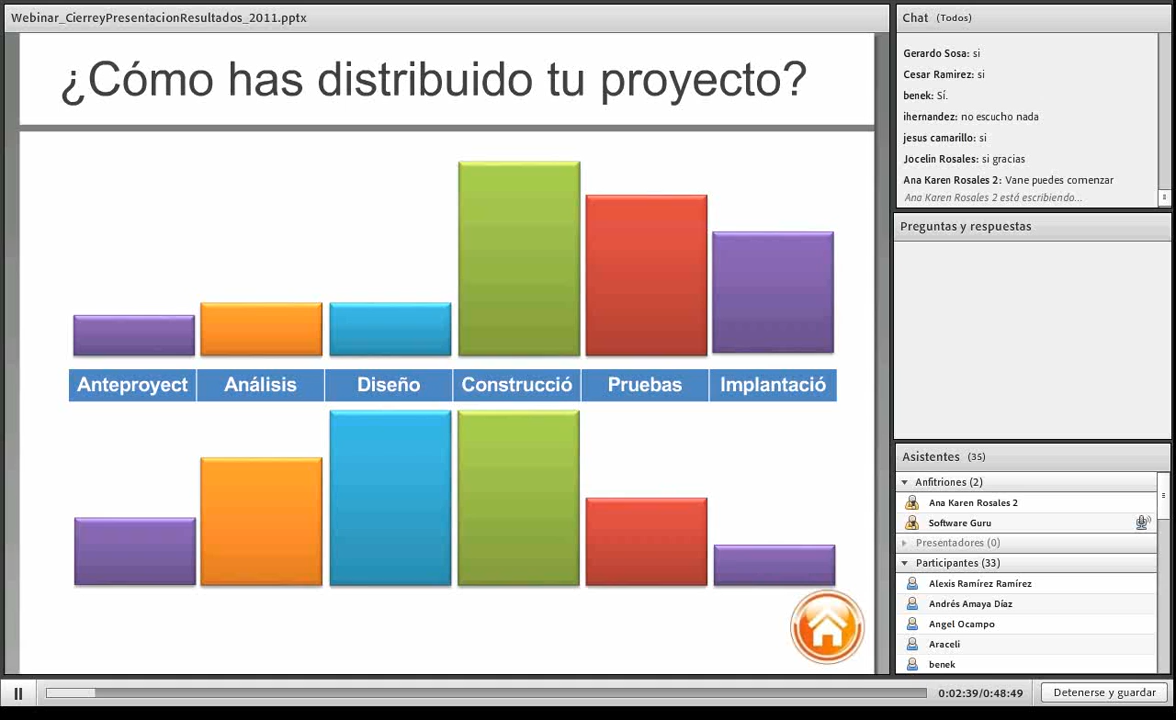 Webinar_CierreyPresentacionResultados_2011.pptx
¿Cómo has distribuido tu proyecto?
Anteproyect Análisis Diseño Construcció Pruebas Implantació
Chat (Todos)
Gerardo Sosa: si
Cesar Ramirez: si
benek: Sí.
ihernandez: no escucho nada
jesus camarillo: si
Jocelin Rosales: si gracias
Ana Karen Rosales 2: Vane puedes comenzar
Ana Karen Rosales 2 está escribiendo...
Preguntas y respuestas
Asistentes (35)
Anfitriones (2)
Ana Karen Rosales 2
Software Guru
Presentadores (0)
Participantes (33)
Alexis Ramírez Ramírez
Andrés Amaya Díaz
Angel Ocampo
Araceli
benek
0:02:39/0:48:49
Detenerse y guardar